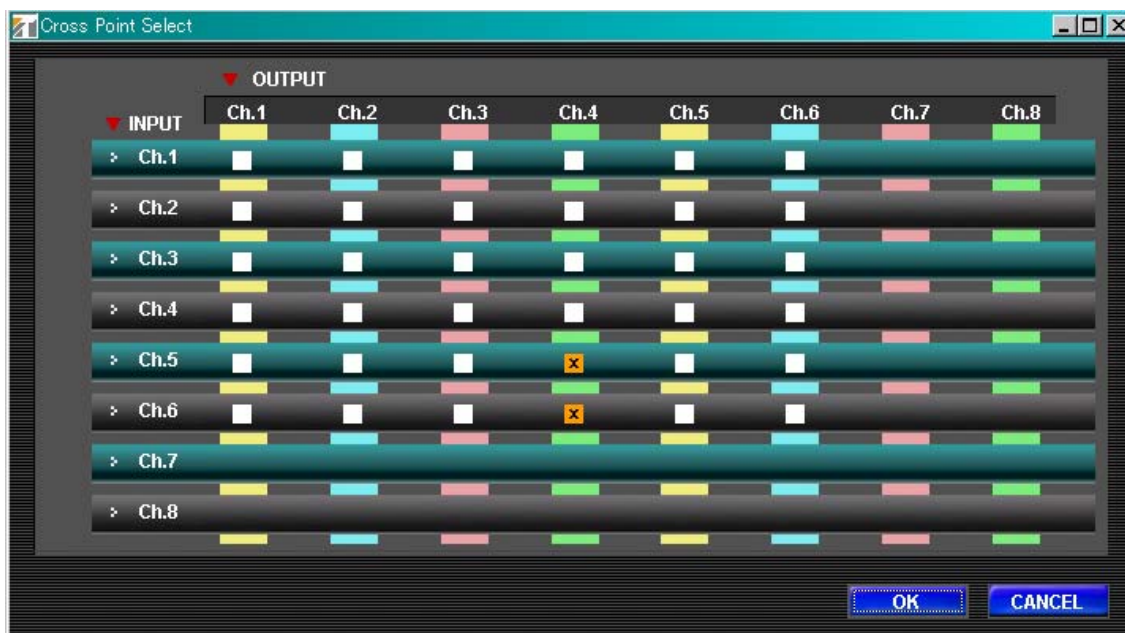 Cross Point Select
OUTPUT
INPUT Ch.1 Ch.2 Ch.3 Ch.4 Ch.5 Ch.6 Ch.7 Ch.8
Ch.1
Ch.2
Ch.3
Ch.4
Ch.5 x
Ch.6 x
Ch.7
Ch.8
OK CANCEL